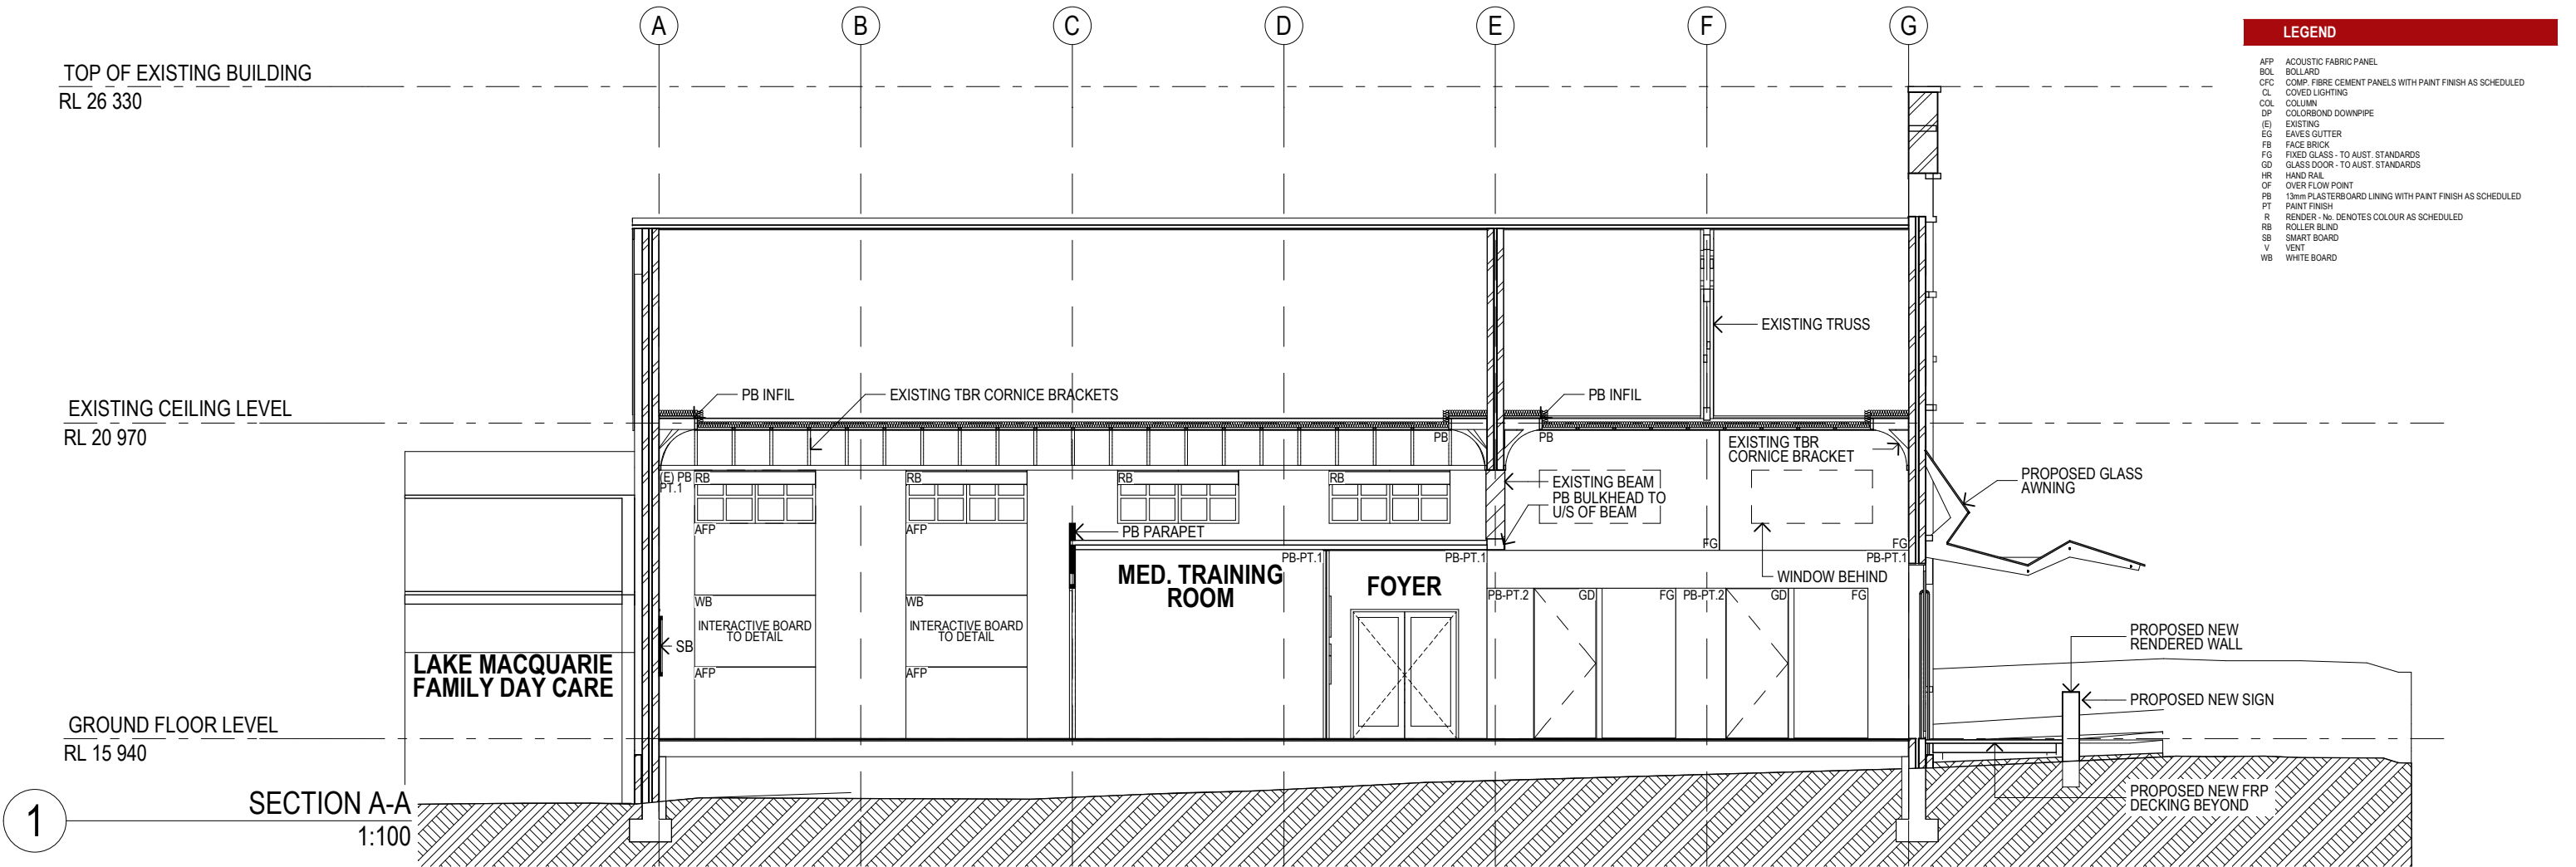 A
B
C
D
E
F
G
LEGEND
AFP ACOUSTIC FABRIC PANEL
BOL BOLLARD
CFC COMP. FIBRE CEMENT PANELS WITH PAINT FINISH AS SCHEDULED
CL COVED LIGHTING
COL COLUMN
DP COLORBOND DOWNPIPE
(E) EXISTING
EG EAVES GUTTER
FB FACE BRICK
FG FIXED GLASS - TO AUST. STANDARDS
GD GLASS DOOR - TO AUST. STANDARDS
HR HAND RAIL
OF OVER FLOW POINT
PB 13mm PLASTERBOARD LINING WITH PAINT FINISH AS SCHEDULED
PT PAINT FINISH
R RENDER - No. DENOTES COLOUR AS SCHEDULED
RB ROLLER BLIND
SB SMART BOARD
V VENT
WB WHITE BOARD
TOP OF EXISTING BUILDING
RL 26 330
EXISTING TRUSS
PB INFIL
EXISTING TBR CORNICE BRACKETS
PB INFIL
EXISTING CEILING LEVEL
RL 20 970
PB
PB
EXISTING TBR
CORNICE BRACKET
(E) PB
PT.1
RB
RB
RB
RB
EXISTING BEAM
PB BULKHEAD TO
U/S OF BEAM
PROPOSED GLASS
AWNING
AFP
AFP
PB PARAPET
FG
FG
PB-PT.1
PB-PT.1
PB-PT.1
MED. TRAINING
ROOM
FOYER
WINDOW BEHIND
WB
WB
PB-PT.2
GD
FG
PB-PT.2
GD
FG
INTERACTIVE BOARD
TO DETAIL
INTERACTIVE BOARD
TO DETAIL
SB
PROPOSED NEW
RENDERED WALL
LAKE MACQUARIE
FAMILY DAY CARE
AFP
AFP
PROPOSED NEW SIGN
GROUND FLOOR LEVEL
RL 15 940
PROPOSED NEW FRP
DECKING BEYOND
1
SECTION A-A
1:100